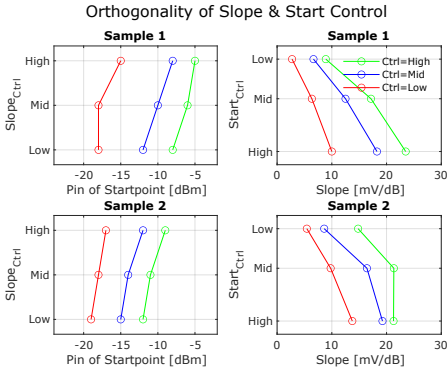 Orthogonality of Slope & Start Control
Sample 1
High
Mid
Low
Slope_Ctrl
-20 -15 -10 -5
Pin of Startpoint [dBm]
Sample 1
Low
Mid
High
Start_Ctrl
Ctrl=High
Ctrl=Mid
Ctrl=Low
0 10 20 30
Slope [mV/dB]
Sample 2
High
Mid
Low
Slope_Ctrl
-20 -15 -10 -5
Pin of Startpoint [dBm]
Sample 2
Low
Mid
High
Start_Ctrl
0 10 20 30
Slope [mV/dB]